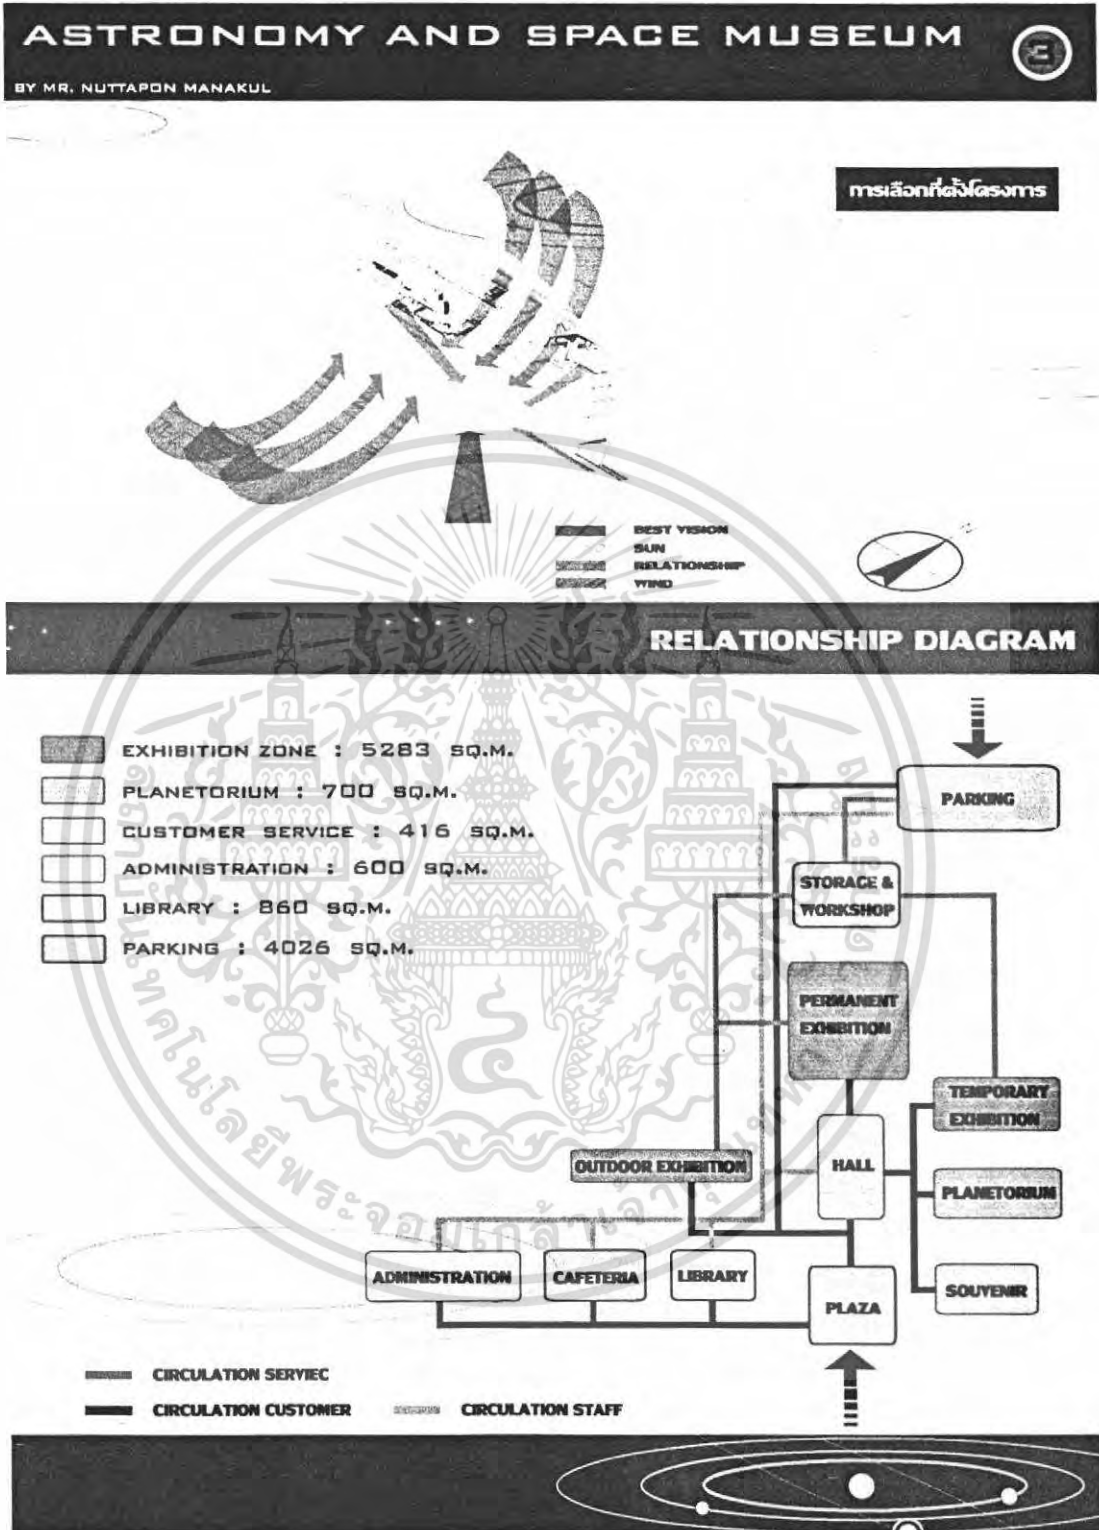 ASTRONOMY AND SPACE MUSEUM
3
BY MR. NUTTAPON MANAKUL
การเลือกที่ตั้งโครงการ
BEST VISION
SUN
RELATIONSHIP
WIND
RELATIONSHIP DIAGRAM
EXHIBITION ZONE : 5283 SQ.M.
PLANETORIUM : 700 SQ.M.
CUSTOMER SERVICE : 416 SQ.M.
ADMINISTRATION : 600 SQ.M.
LIBRARY : 860 SQ.M.
PARKING : 4026 SQ.M.
PARKING
STORAGE &
WORKSHOP
PERMANENT
EXHIBITION
TEMPORARY
EXHIBITION
HALL
OUTDOOR EXHIBITION
PLANETORIUM
ADMINISTRATION
CAFETERIA
LIBRARY
SOUVENIR
PLAZA
CIRCULATION SERVIEC
CIRCULATION CUSTOMER
CIRCULATION STAFF